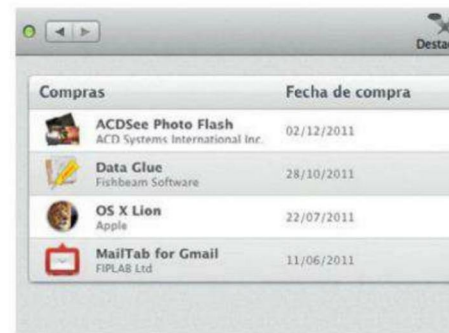 Compras Fecha de compra
ACDSee Photo Flash
ACD Systems International Inc.
02/12/2011
Data Glue
Fishbeam Software
28/10/2011
OS X Lion
Apple
22/07/2011
MailTab for Gmail
FIPLAB Ltd
11/06/2011